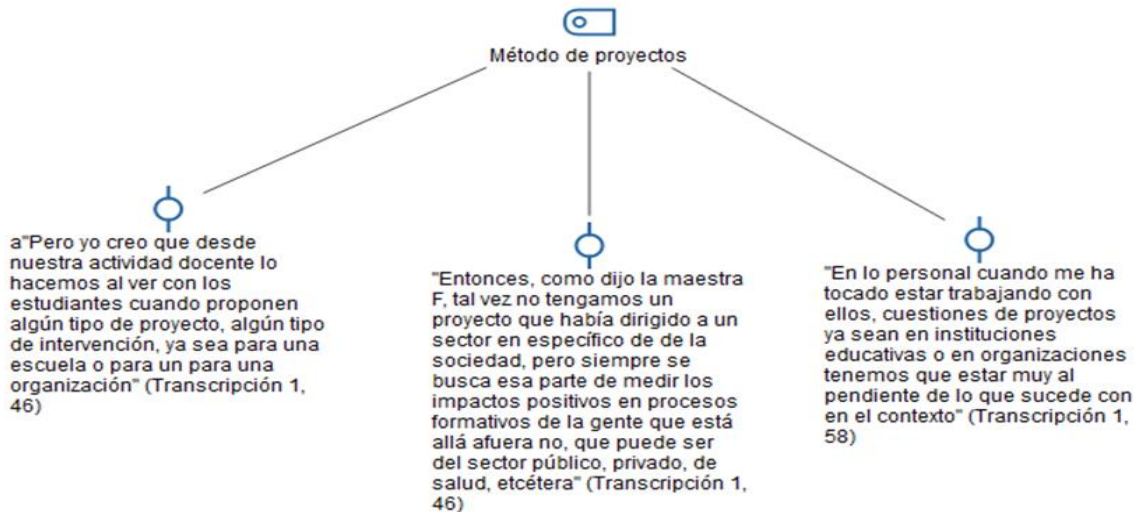 Método de proyectos
a"Pero yo creo que desde
nuestra actividad docente lo
hacemos al ver con los
estudiantes cuando proponen
algún tipo de proyecto, algún tipo
de intervención, ya sea para una
escuela o para un para una
organización" (Transcripción 1,
46)
"Entonces, como dijo la maestra
F, tal vez no tengamos un
proyecto que había dirigido a un
sector en específico de de la
sociedad, pero siempre se
busca esa parte de medir los
impactos positivos en procesos
formativos de la gente que está
allá afuera no, que puede ser
del sector público, privado, de
salud, etcétera" (Transcripción 1,
46)
"En lo personal cuando me ha
tocado estar trabajando con
ellos, cuestiones de proyectos
ya sean en instituciones
educativas o en organizaciones
tenemos que estar muy al
pendiente de lo que sucede con
en el contexto" (Transcripción 1,
58)